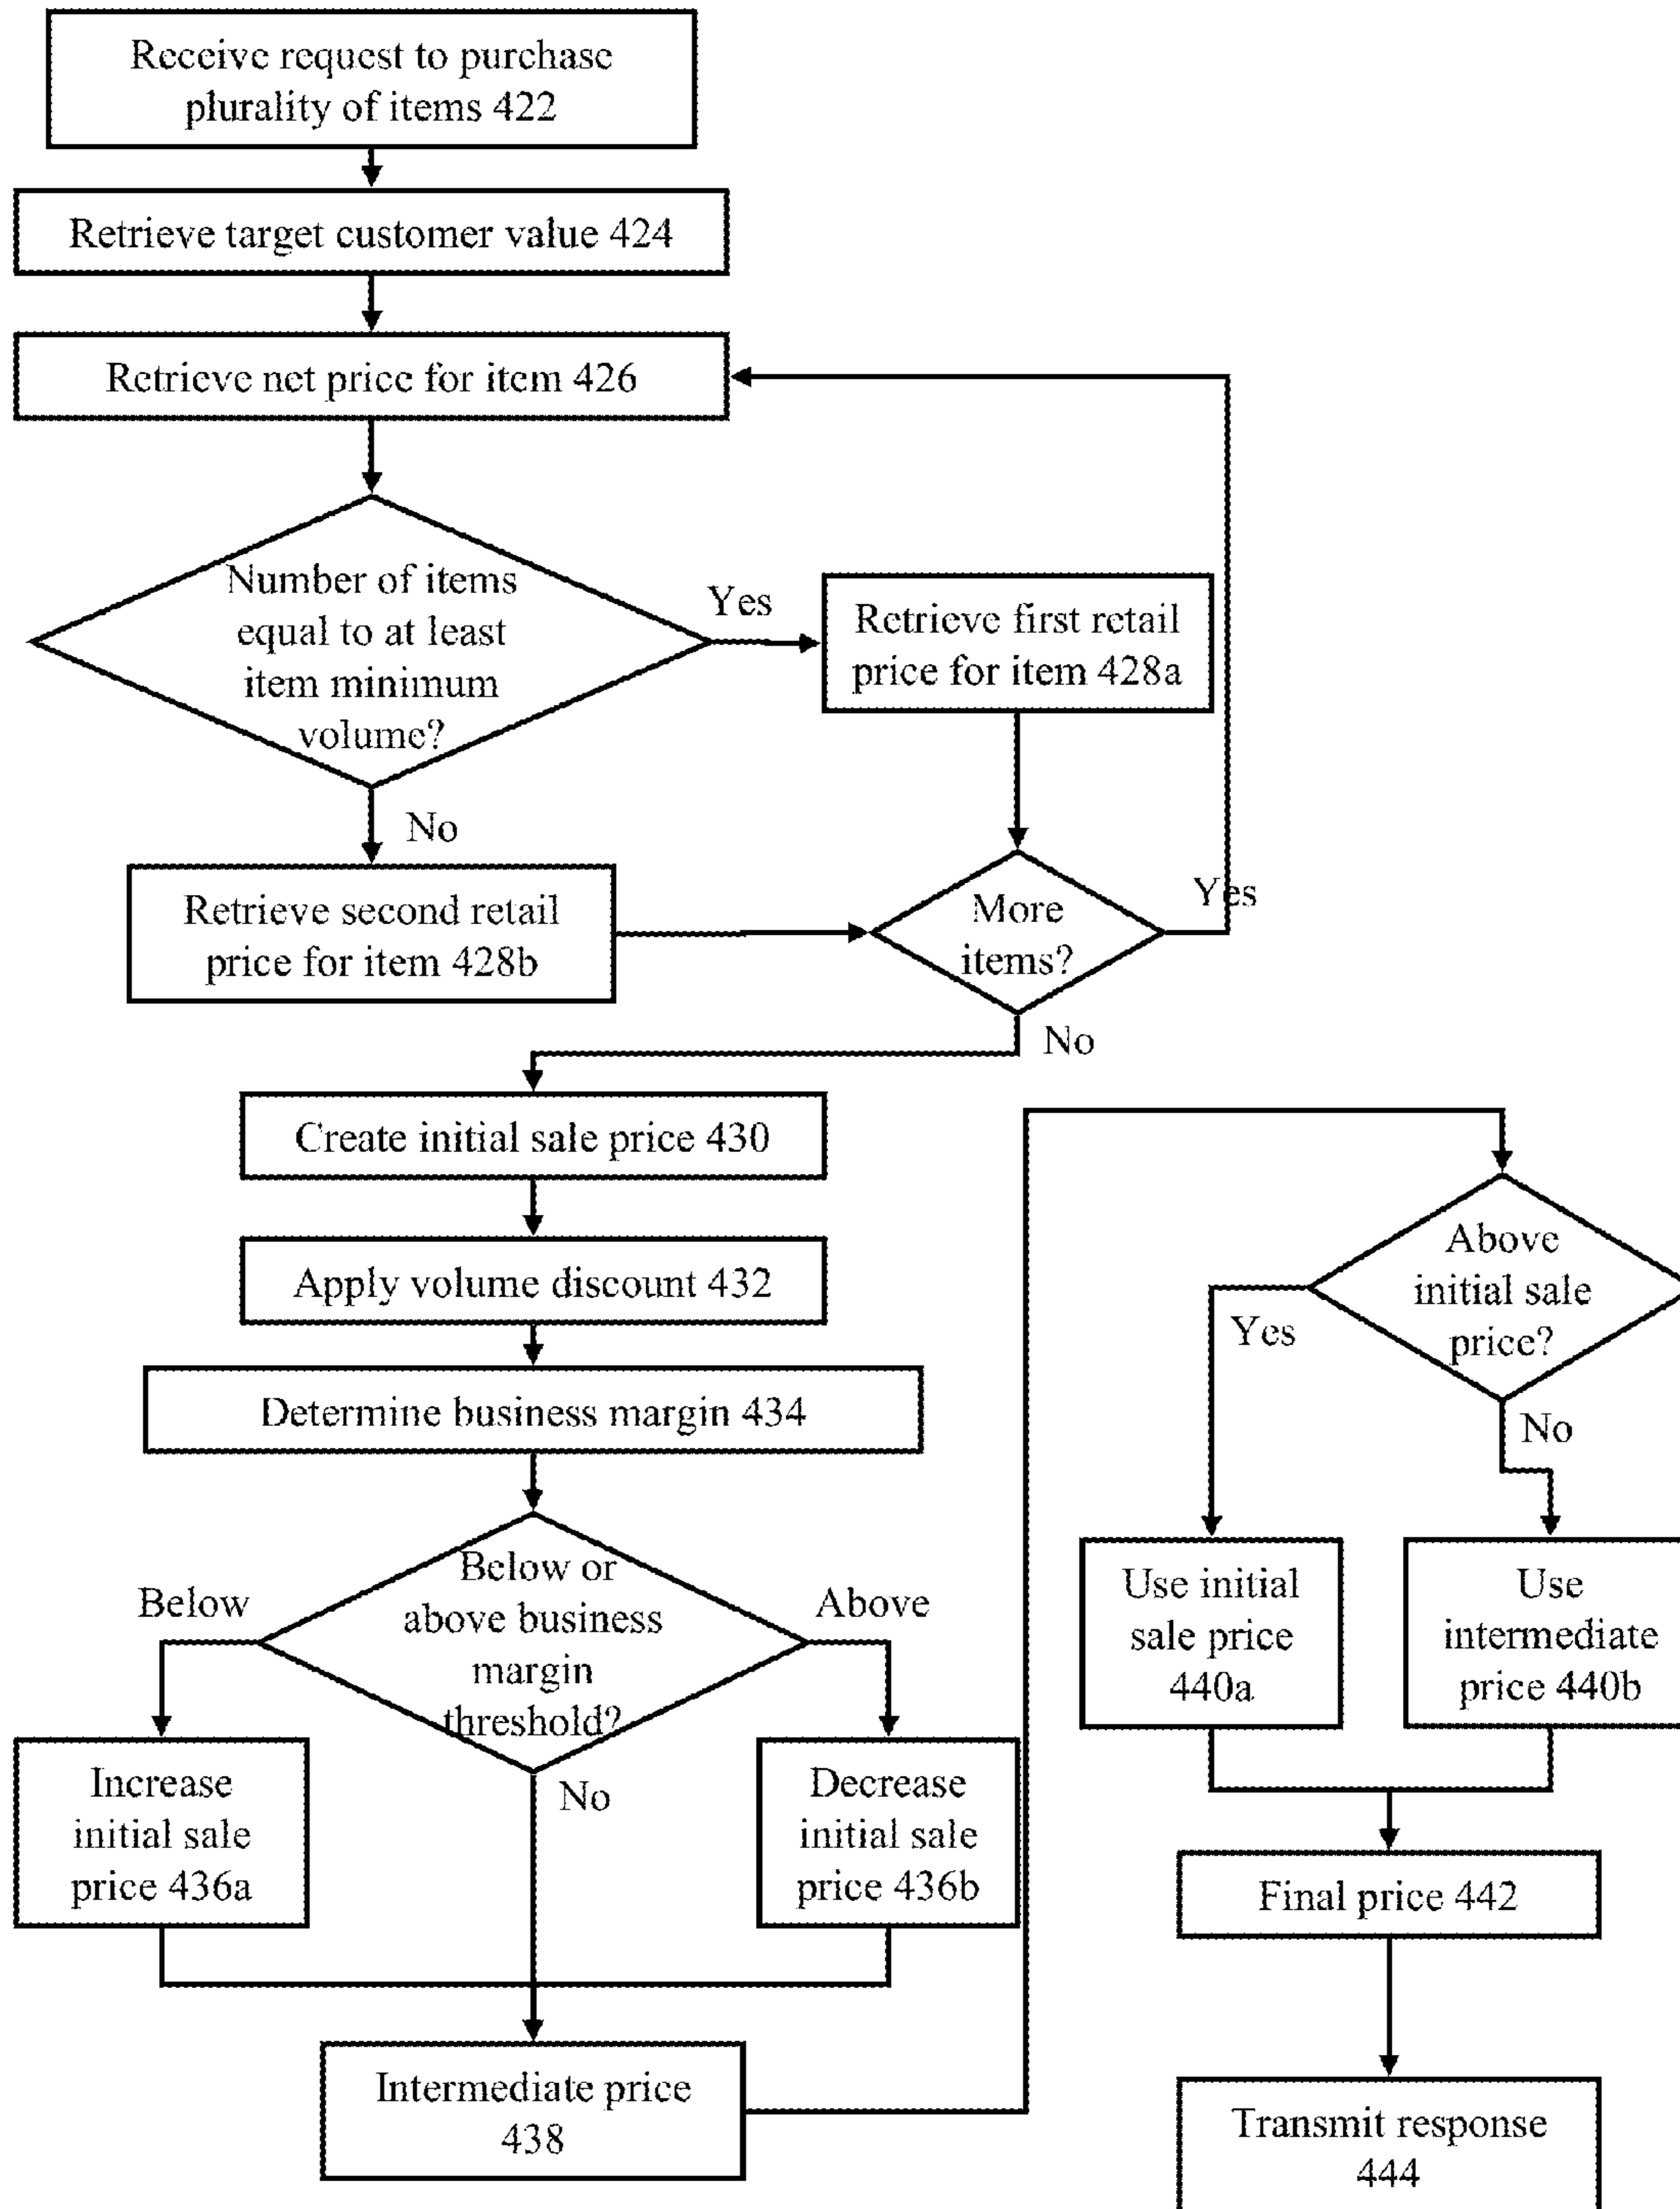 Receive request to purchase
plurality of items 422
Retrieve target customer value 424
Retrieve net price for item 426
Number of items
equal to at least
item minimum
volume?
Yes
Retrieve first retail
price for item 428a
No
Retrieve second retail
price for item 428b
More
items?
Yes
No
Create initial sale price 430
Apply volume discount 432
Determine business margin 434
Below or
above business
margin
threshold?
Below
Above
No
Increase
initial sale
price 436a
Decrease
initial sale
price 436b
Intermediate price
438
Above
initial sale
price?
Yes
No
Use initial
sale price
440a
Use
intermediate
price 440b
Final price 442
Transmit response
444